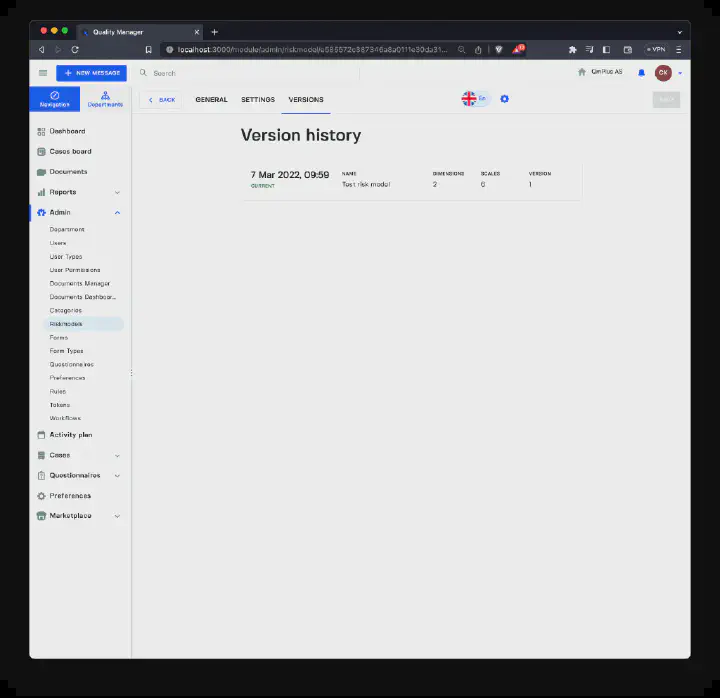 Quality Manager
localhost:3000/module/admin/riskmodel/
VPN
NEW MESSAGE
Search
QmPlus AS
CK
Navigation
Departments
BACK
GENERAL
SETTINGS
VERSIONS
En
Version history
7 Mar 2022, 09:59
CURRENT
NAME
Test risk model
DIMENSIONS
2
SCALES
VERSION
1
Dashboard
Cases board
Documents
Reports
Admin
Department
Users
User Types
User Permissions
Documents Manager
Documents Dashboar...
Categories
Riskmodels
Forms
Form Types
Questionnaires
Preferences
Rules
Tokens
Workflows
Activity plan
Cases
Questionnaires
Preferences
Marketplace